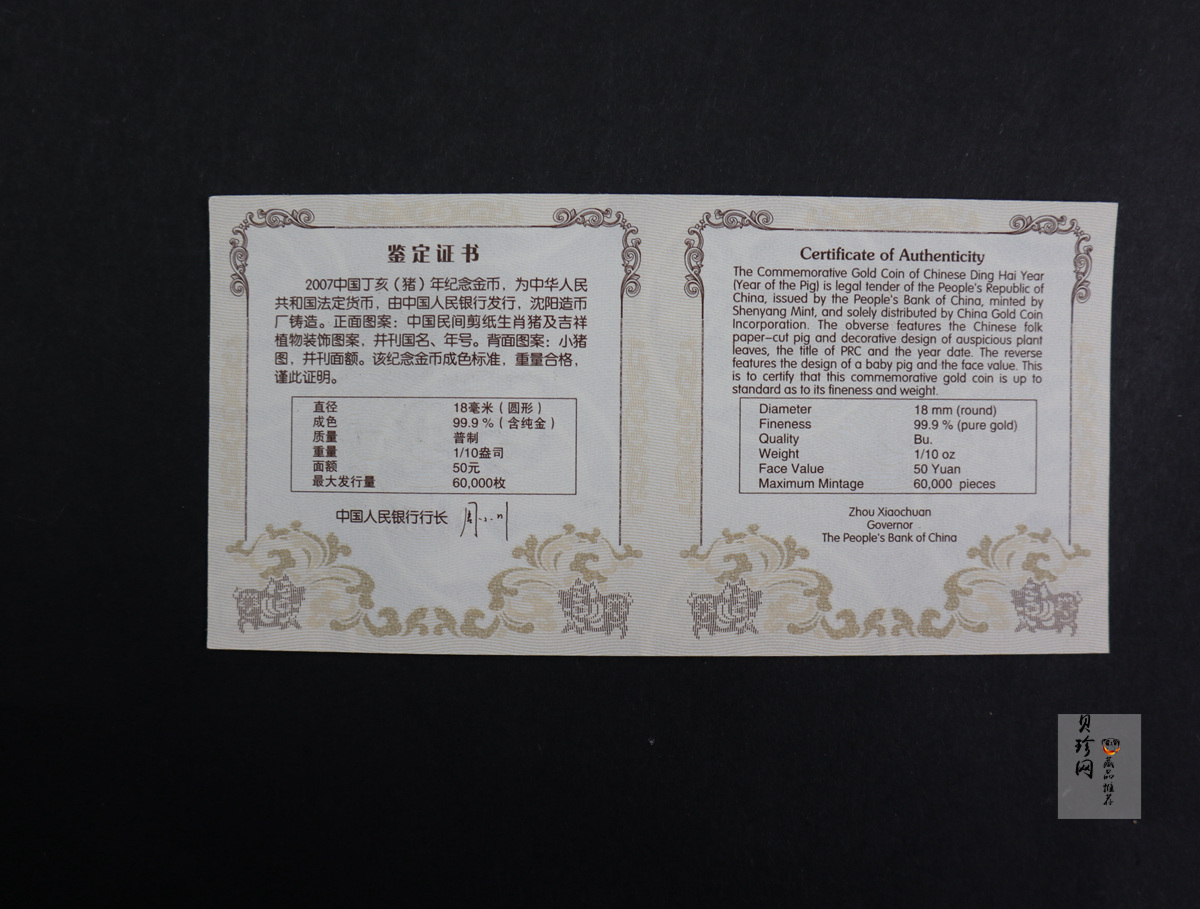 鉴定证书
2007中国丁亥（猪）年纪念金币，为中华人民
共和国法定货币，由中国人民银行发行，沈阳造币
厂铸造。正面图案：中国民间剪纸生肖猪及吉祥
植物装饰图案，并刊国名、年号。背面图案：小猪
图，并刊面额。该纪念金币成色标准，重量合格，
谨此证明。
直径 18毫米（圆形）
成色 99.9 %（含纯金）
质量 普制
重量 1/10盎司
面额 50元
最大发行量 60,000枚
中国人民银行行长
Certificate of Authenticity
The Commemorative Gold Coin of Chinese Ding Hai Year
(Year of the Pig) is legal tender of the People's Republic of
China, issued by the People's Bank of China, minted by
Shenyang Mint, and solely distributed by China Gold Coin
Incorporation. The obverse features the Chinese folk
paper-cut pig and decorative design of auspicious plant
leaves, the title of PRC and the year date. The reverse
features the design of a baby pig and the face value. This
is to certify that this commemorative gold coin is up to
standard as to its fineness and weight.
Diameter 18 mm (round)
Fineness 99.9 % (pure gold)
Quality Bu.
Weight 1/10 oz
Face Value 50 Yuan
Maximum Mintage 60,000 pieces
Zhou Xiaochuan
Governor
The People's Bank of China
贝珍网
藏品推荐